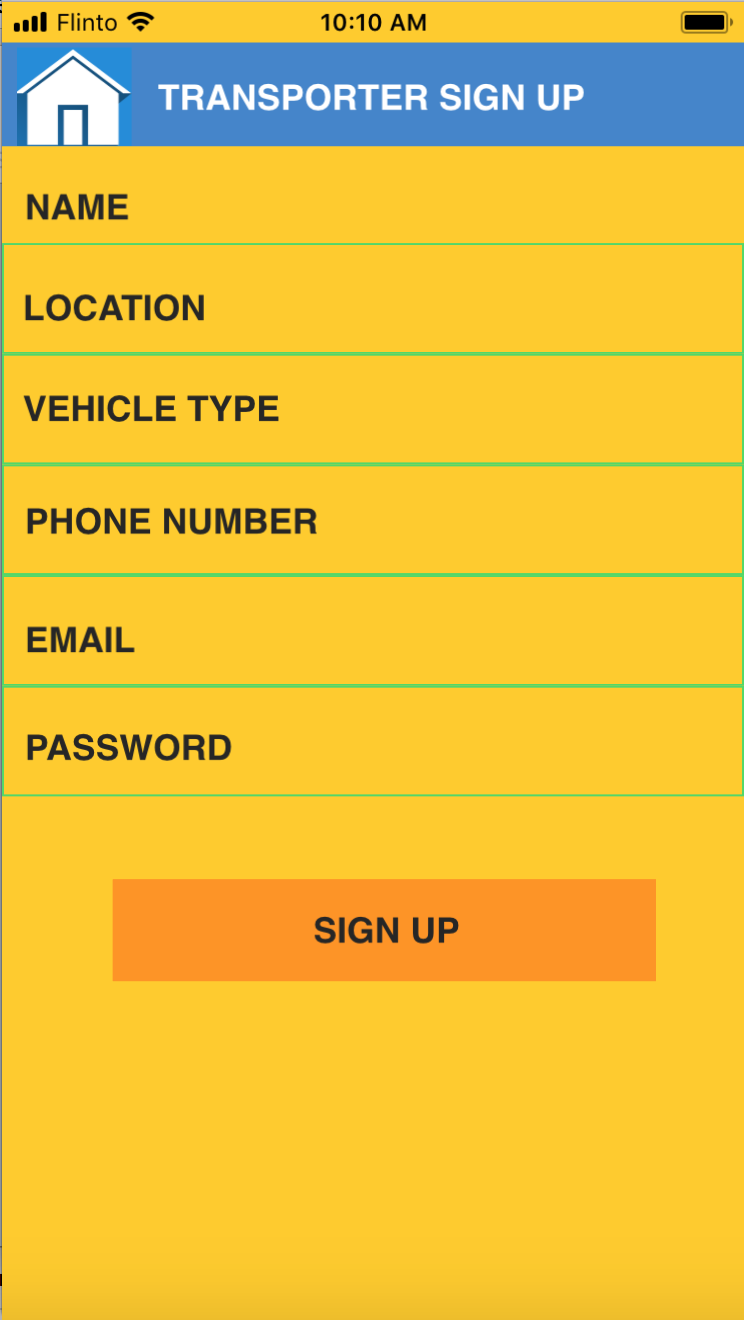 Flinto 10:10 AM
TRANSPORTER SIGN UP
NAME
LOCATION
VEHICLE TYPE
PHONE NUMBER
EMAIL
PASSWORD
SIGN UP